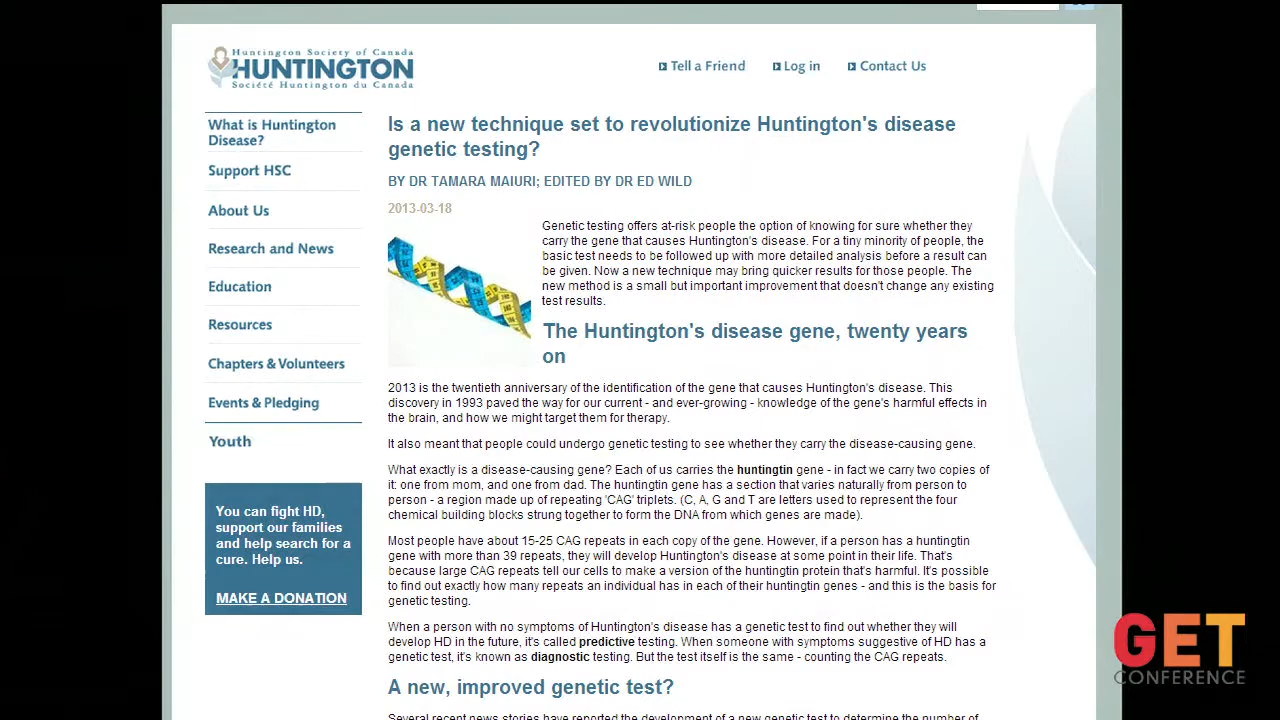 Huntington Society of Canada
HUNTINGTON
Société Huntington du Canada
Tell a Friend
Log in
Contact Us
What is Huntington
Disease?
Support HSC
About Us
Research and News
Education
Resources
Chapters & Volunteers
Events & Pledging
Youth
You can fight HD,
support our families
and help search for a
cure. Help us.
MAKE A DONATION
Is a new technique set to revolutionize Huntington's disease
genetic testing?
BY DR TAMARA MAIURI; EDITED BY DR ED WILD
2013-03-18
Genetic testing offers at-risk people the option of knowing for sure whether they
carry the gene that causes Huntington's disease. For a tiny minority of people, the
basic test needs to be followed up with more detailed analysis before a result can
be given. Now a new technique may bring quicker results for those people. The
new method is a small but important improvement that doesn't change any existing
test results.
The Huntington's disease gene, twenty years
on
2013 is the twentieth anniversary of the identification of the gene that causes Huntington's disease. This
discovery in 1993 paved the way for our current - and ever-growing - knowledge of the gene's harmful effects in
the brain, and how we might target them for therapy.
It also meant that people could undergo genetic testing to see whether they carry the disease-causing gene.
What exactly is a disease-causing gene? Each of us carries the huntingtin gene - in fact we carry two copies of
it: one from mom, and one from dad. The huntingtin gene has a section that varies naturally from person to
person - a region made up of repeating 'CAG' triplets. (C, A, G and T are letters used to represent the four
chemical building blocks strung together to form the DNA from which genes are made).
Most people have about 15-25 CAG repeats in each copy of the gene. However, if a person has a huntingtin
gene with more than 39 repeats, they will develop Huntington's disease at some point in their life. That's
because large CAG repeats tell our cells to make a version of the huntingtin protein that's harmful. It's possible
to find out exactly how many repeats an individual has in each of their huntingtin genes - and this is the basis for
genetic testing.
When a person with no symptoms of Huntington's disease has a genetic test to find out whether they will
develop HD in the future, it's called predictive testing. When someone with symptoms suggestive of HD has a
genetic test, it's known as diagnostic testing. But the test itself is the same - counting the CAG repeats.
A new, improved genetic test?
Several recent news stories have reported the development of a new genetic test to determine the number of
GET
CONFERENCE